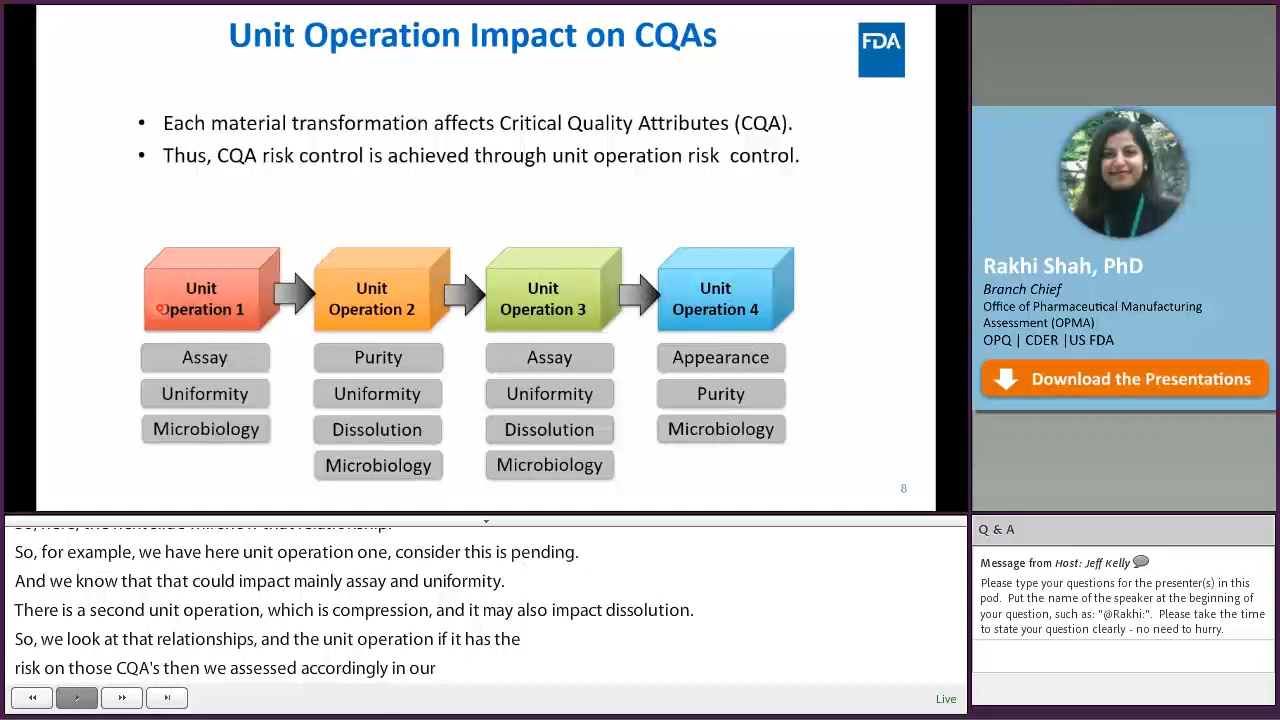 Unit Operation Impact on CQAs
FDA
• Each material transformation affects Critical Quality Attributes (CQA).
• Thus, CQA risk control is achieved through unit operation risk control.
Unit
Operation 1
Unit
Operation 2
Unit
Operation 3
Unit
Operation 4
Assay
Uniformity
Microbiology
Purity
Uniformity
Dissolution
Microbiology
Assay
Uniformity
Dissolution
Microbiology
Appearance
Purity
Microbiology
8
Rakhi Shah, PhD
Branch Chief
Office of Pharmaceutical Manufacturing
Assessment (OPMA)
OPQ | CDER |US FDA
Download the Presentations
So, for example, we have here unit operation one, consider this is pending.
And we know that that could impact mainly assay and uniformity.
There is a second unit operation, which is compression, and it may also impact dissolution.
So, we look at that relationships, and the unit operation if it has the
risk on those CQA's then we assessed accordingly in our
Live
Q & A
Message from Host: Jeff Kelly
Please type your questions for the presenter(s) in this
pod. Put the name of the speaker at the beginning of
your question, such as: "@Rakhi:". Please take the time
to state your question clearly - no need to hurry.